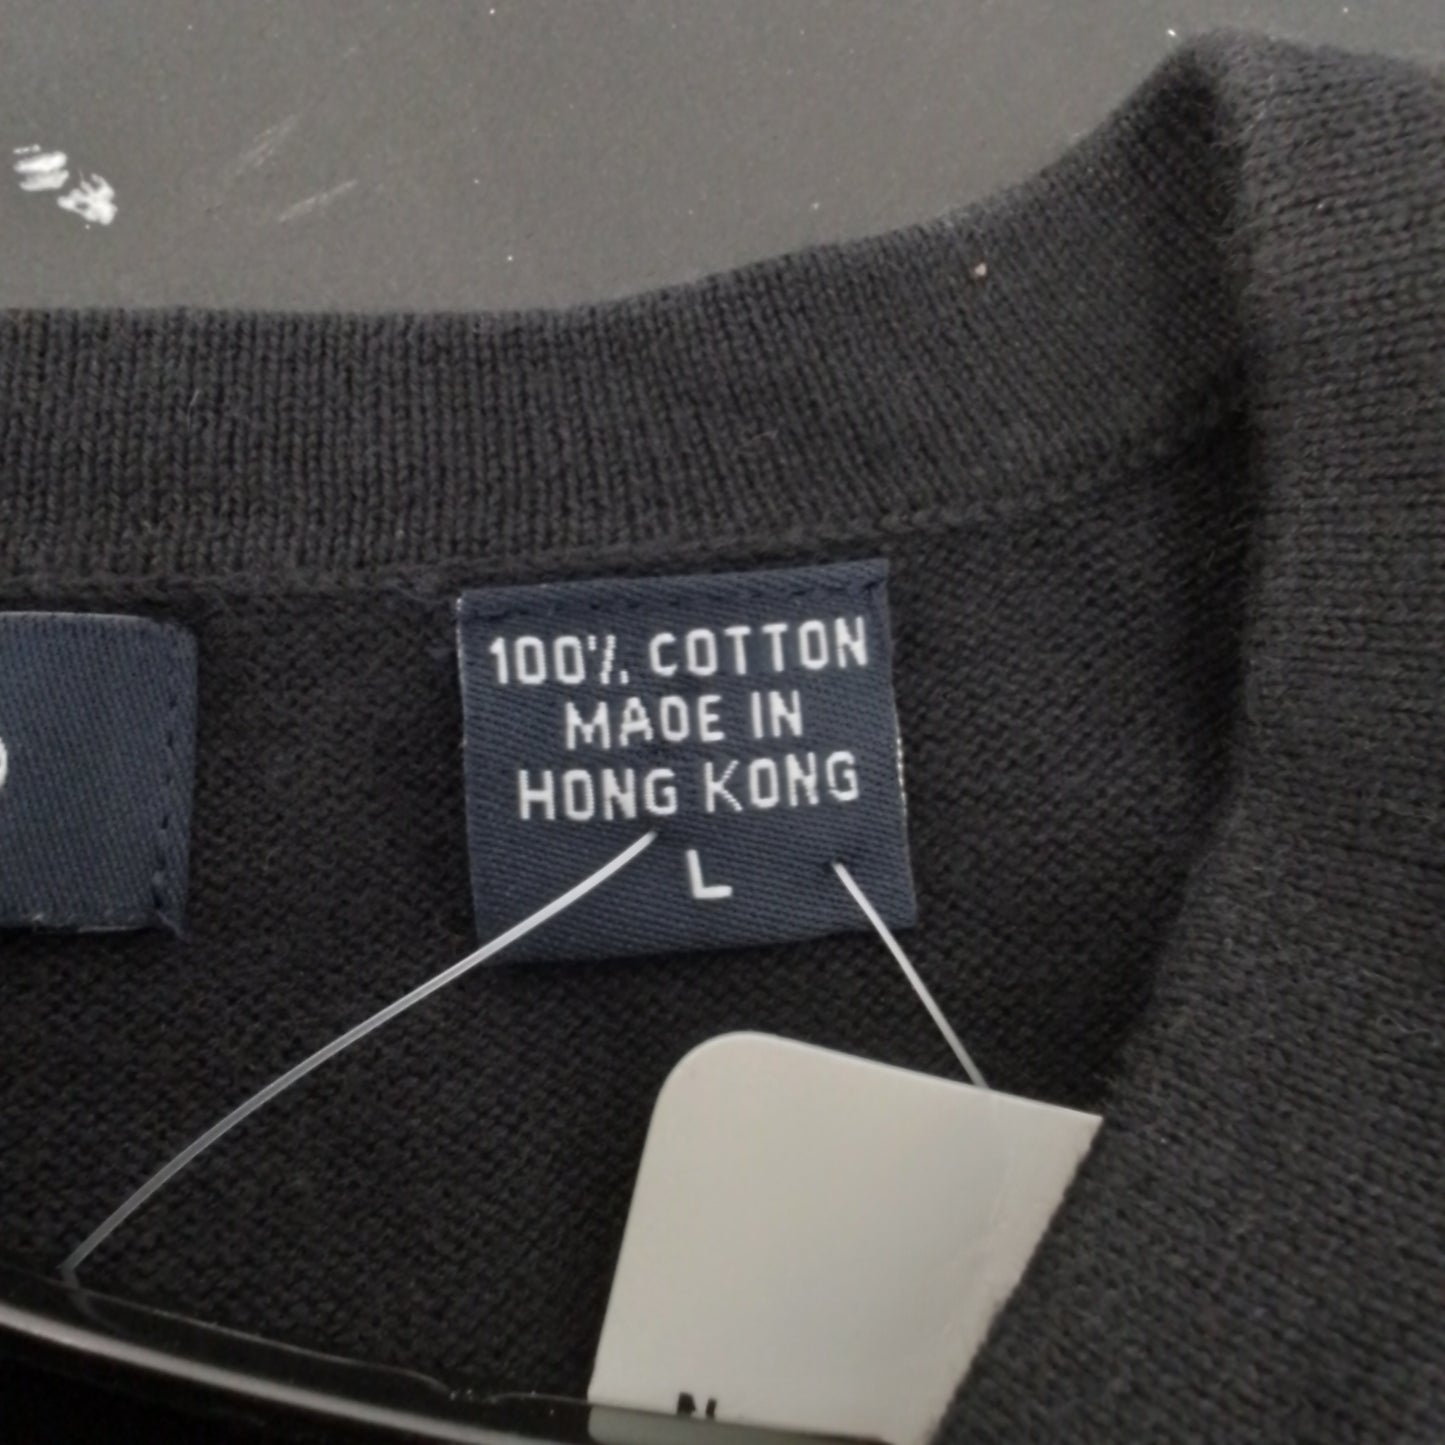 100% COTTON
MADE IN
HONG KONG
L